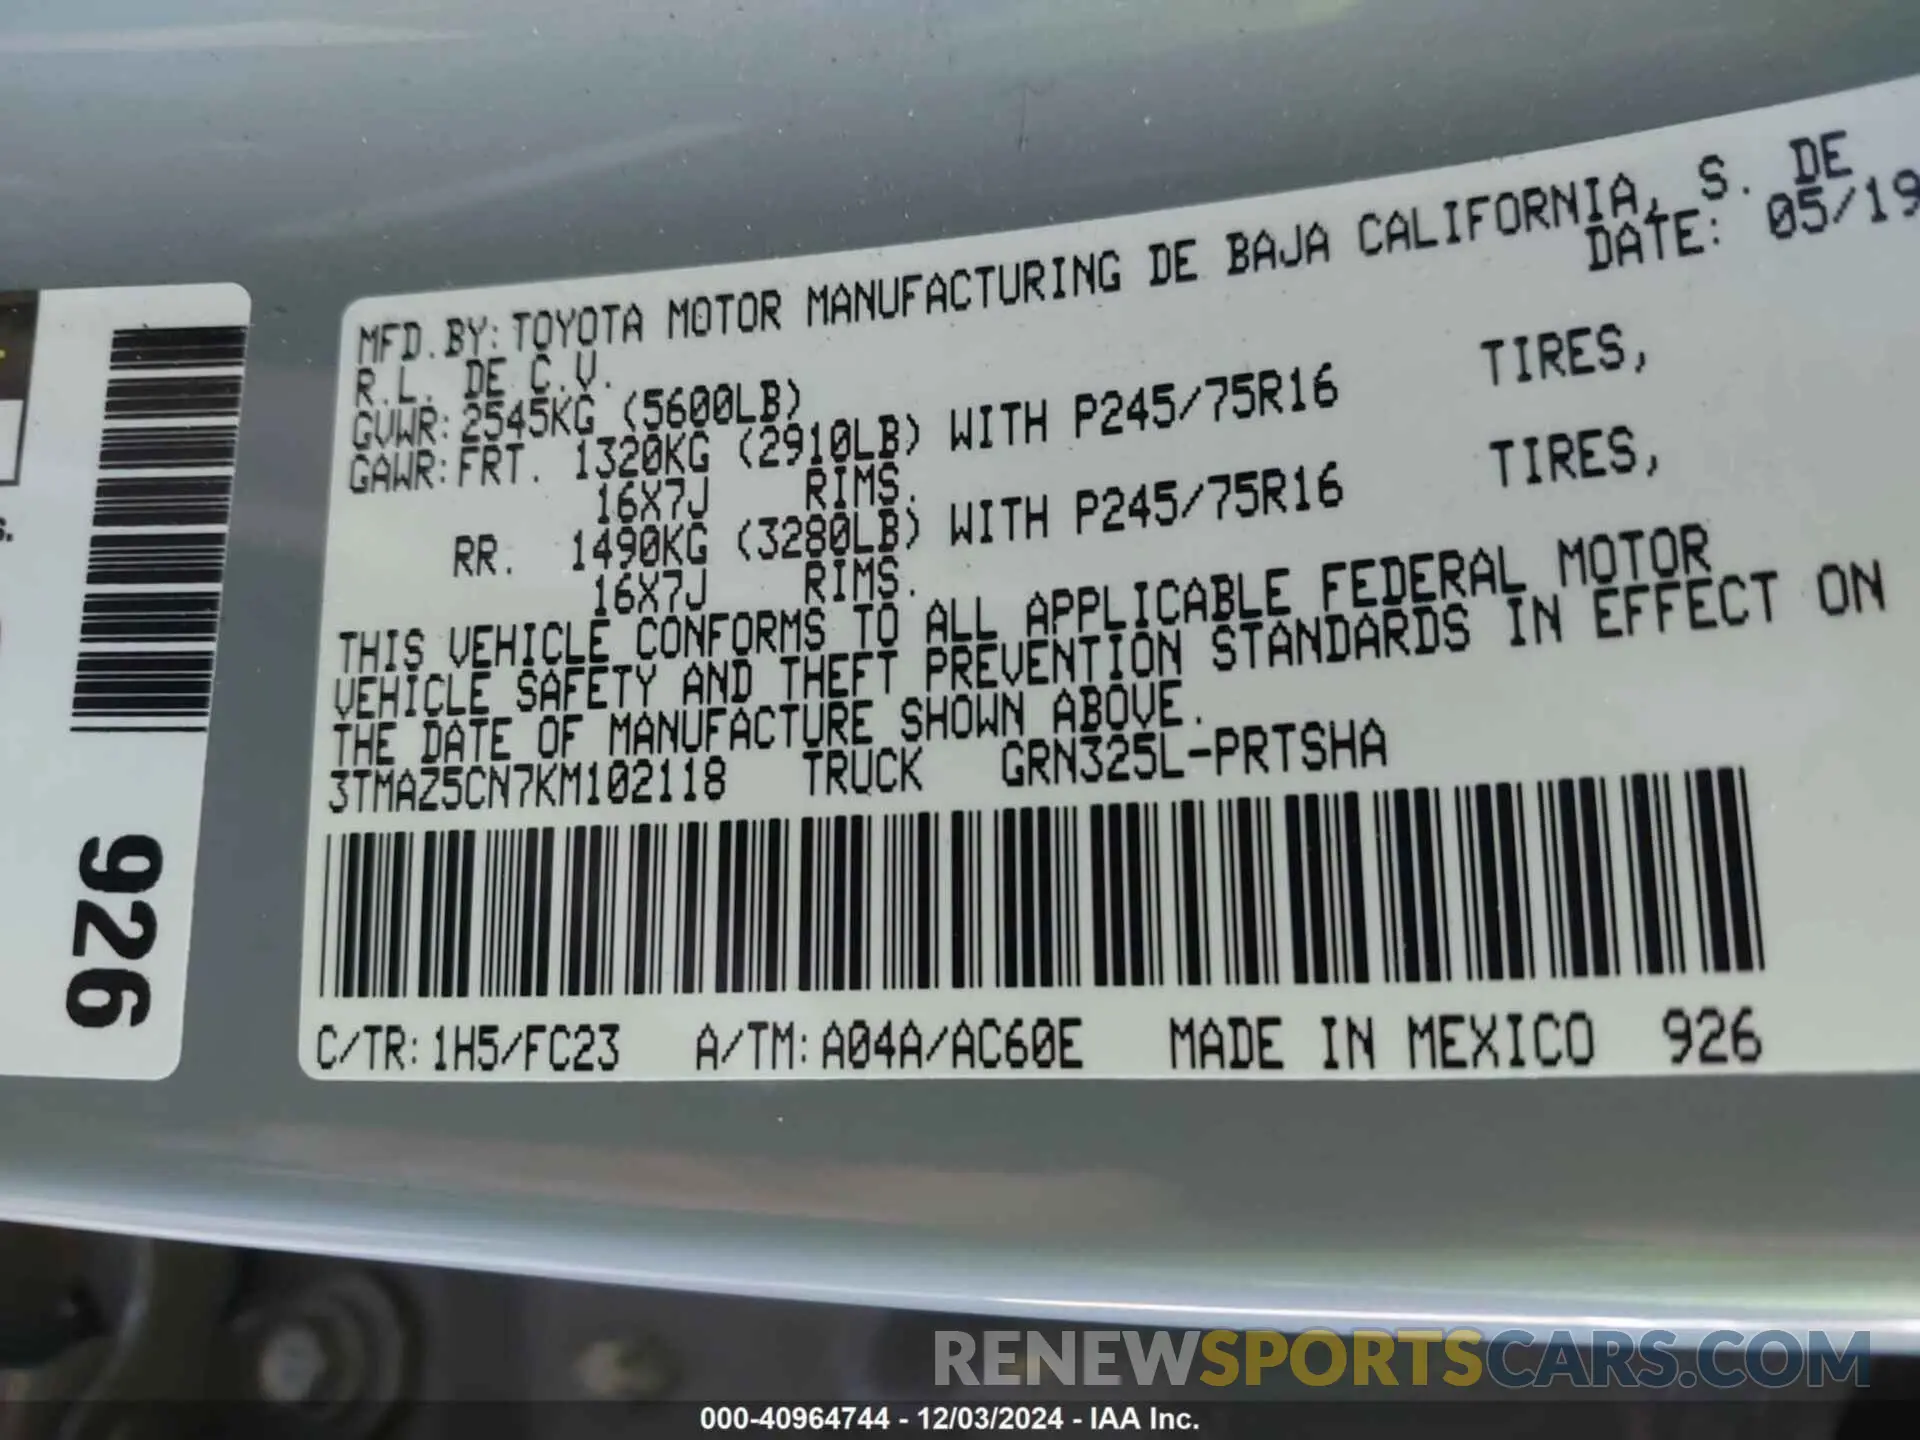 MFD.BY:TOYOTA MOTOR MANUFACTURING DE BAJA CALIFORNIA, S. DE
R.L. DE C.V. DATE: 05/19
GVWR:2545KG (5600LB)
GAWR:FRT. 1320KG (2910LB) WITH P245/75R16 TIRES,
16X7J RIMS.
RR. 1490KG (3280LB) WITH P245/75R16 TIRES,
16X7J RIMS.
THIS VEHICLE CONFORMS TO ALL APPLICABLE FEDERAL MOTOR
VEHICLE SAFETY AND THEFT PREVENTION STANDARDS IN EFFECT ON
THE DATE OF MANUFACTURE SHOWN ABOVE.
3TMAZ5CN7KM102118 TRUCK GRN325L-PRTSHA
C/TR:1H5/FC23 A/TM:A04A/AC60E MADE IN MEXICO 926
926
RENEWSPORTSCARS.COM
000-40964744 - 12/03/2024 - IAA Inc.